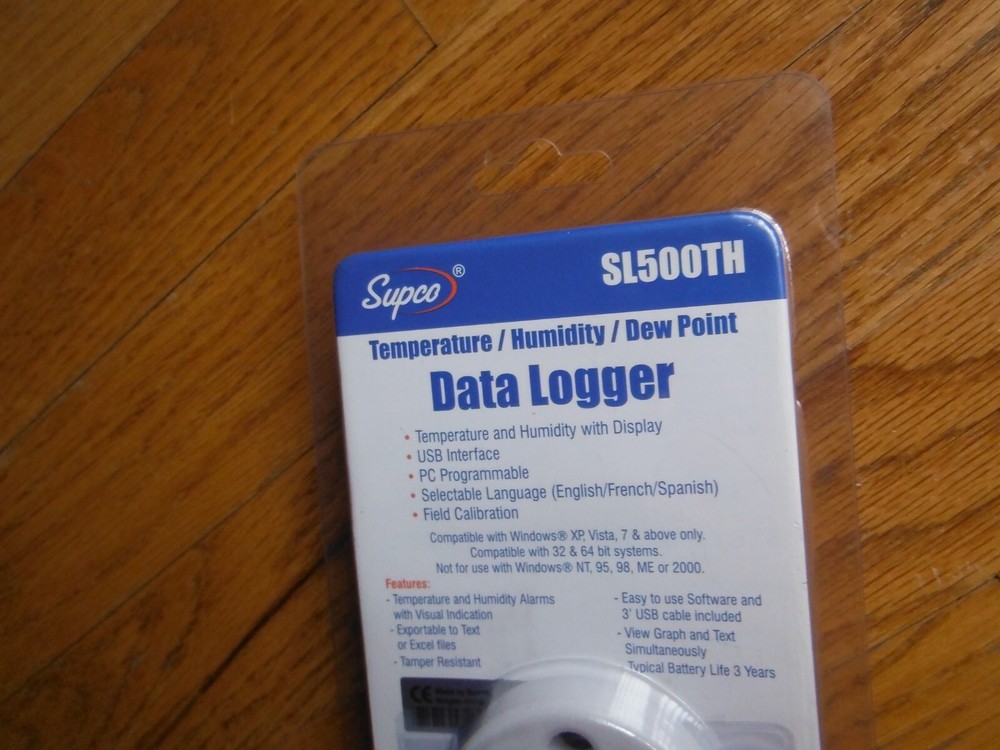 Supco®
SL500TH
Temperature / Humidity / Dew Point
Data Logger
• Temperature and Humidity with Display
• USB Interface
• PC Programmable
• Selectable Language (English/French/Spanish)
• Field Calibration
Compatible with Windows® XP, Vista, 7 & above only.
Compatible with 32 & 64 bit systems.
Not for use with Windows® NT, 95, 98, ME or 2000.
Features:
- Temperature and Humidity Alarms
with Visual Indication
- Exportable to Text
or Excel files
- Tamper Resistant
- Easy to use Software and
3' USB cable included
- View Graph and Text
Simultaneously
Typical Battery Life 3 Years
CE